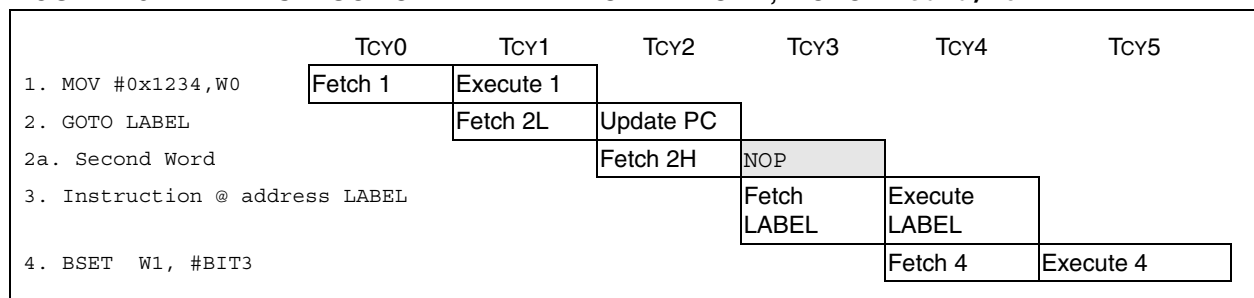 TCY0 TCY1 TCY2 TCY3 TCY4 TCY5
1. MOV #0x1234,W0 Fetch 1 Execute 1
2. GOTO LABEL Fetch 2L Update PC
2a. Second Word Fetch 2H NOP
3. Instruction @ address LABEL Fetch LABEL Execute LABEL
4. BSET W1, #BIT3 Fetch 4 Execute 4